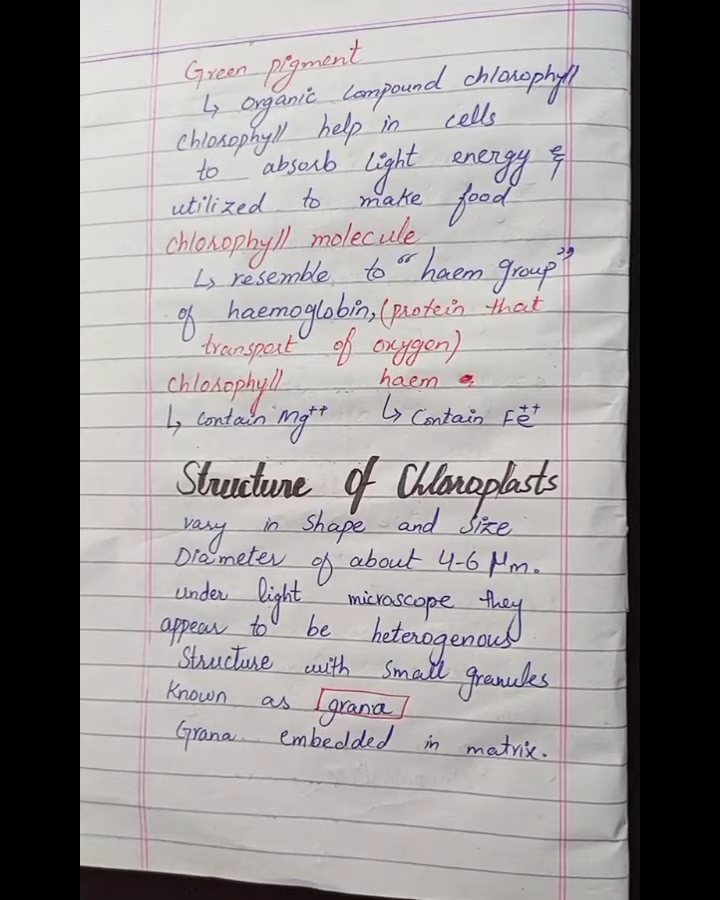 Green pigment
↳ organic compound chlorophyll
chlorophyll help in cells
to absorb light energy &
utilized to make food
chlorophyll molecule
↳ resemble to "haem group"
of haemoglobin, (protein that
transport of oxygen)
chlorophyll haem
↳ contain Mg⁺⁺ ↳ Contain Fe⁺⁺
Structure of Chloroplasts
vary in shape and size
Diameter of about 4-6 μm.
under light microscope they
appear to be heterogenous
Structure with small granules
Known as grana
Grana embedded in matrix.